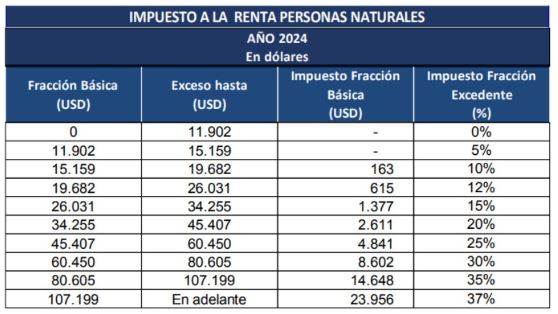 IMPUESTO A LA RENTA PERSONAS NATURALES
AÑO 2024
En dólares
Fracción Básica (USD) Exceso hasta (USD) Impuesto Fracción Básica (USD) Impuesto Fracción Excedente (%)
0 11.902 - 0%
11.902 15.159 - 5%
15.159 19.682 163 10%
19.682 26.031 615 12%
26.031 34.255 1.377 15%
34.255 45.407 2.611 20%
45.407 60.450 4.841 25%
60.450 80.605 8.602 30%
80.605 107.199 14.648 35%
107.199 En adelante 23.956 37%